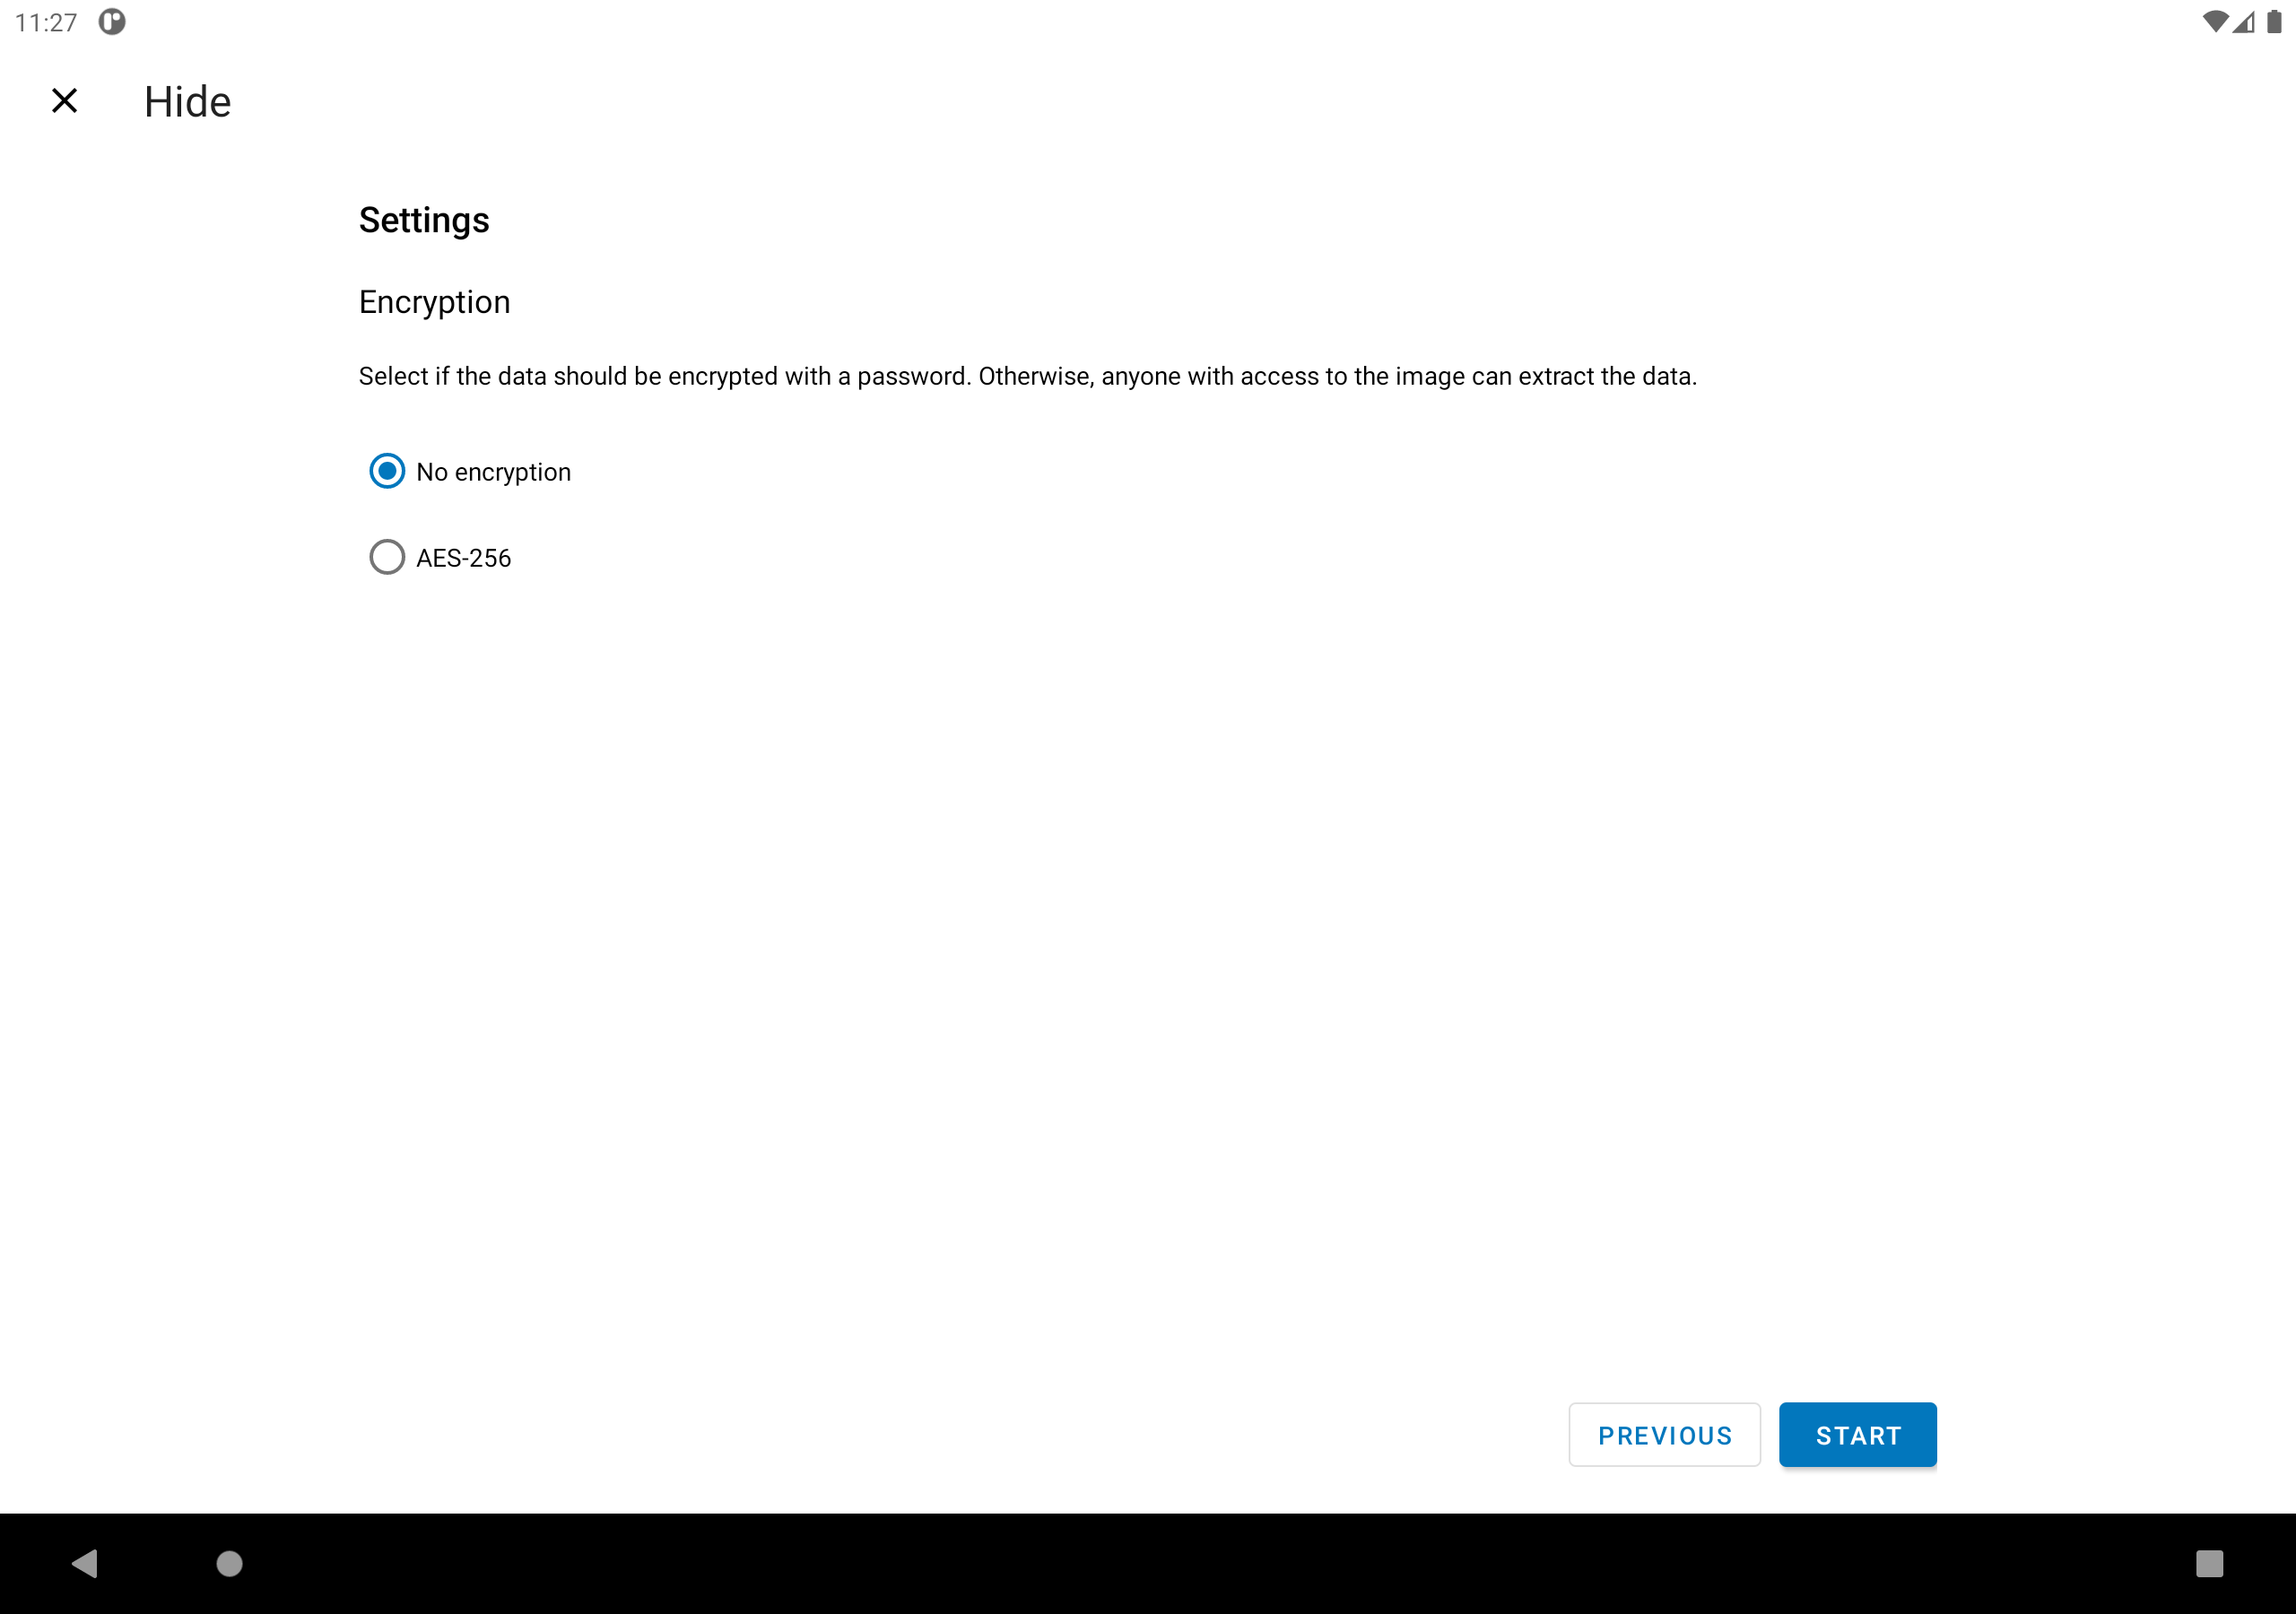 11:27
Hide
Settings
Encryption
Select if the data should be encrypted with a password. Otherwise, anyone with access to the image can extract the data.
No encryption
AES-256
PREVIOUS
START